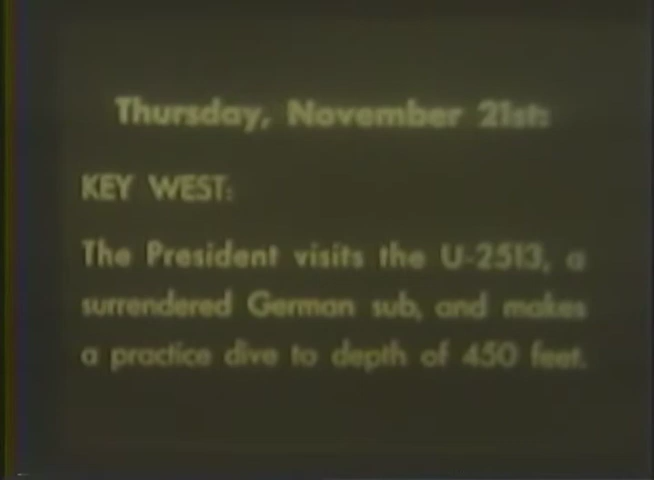 Thursday, November 21st:
KEY WEST:
The President visits the U-2513, a
surrendered German sub, and makes
a practice dive to depth of 450 feet.